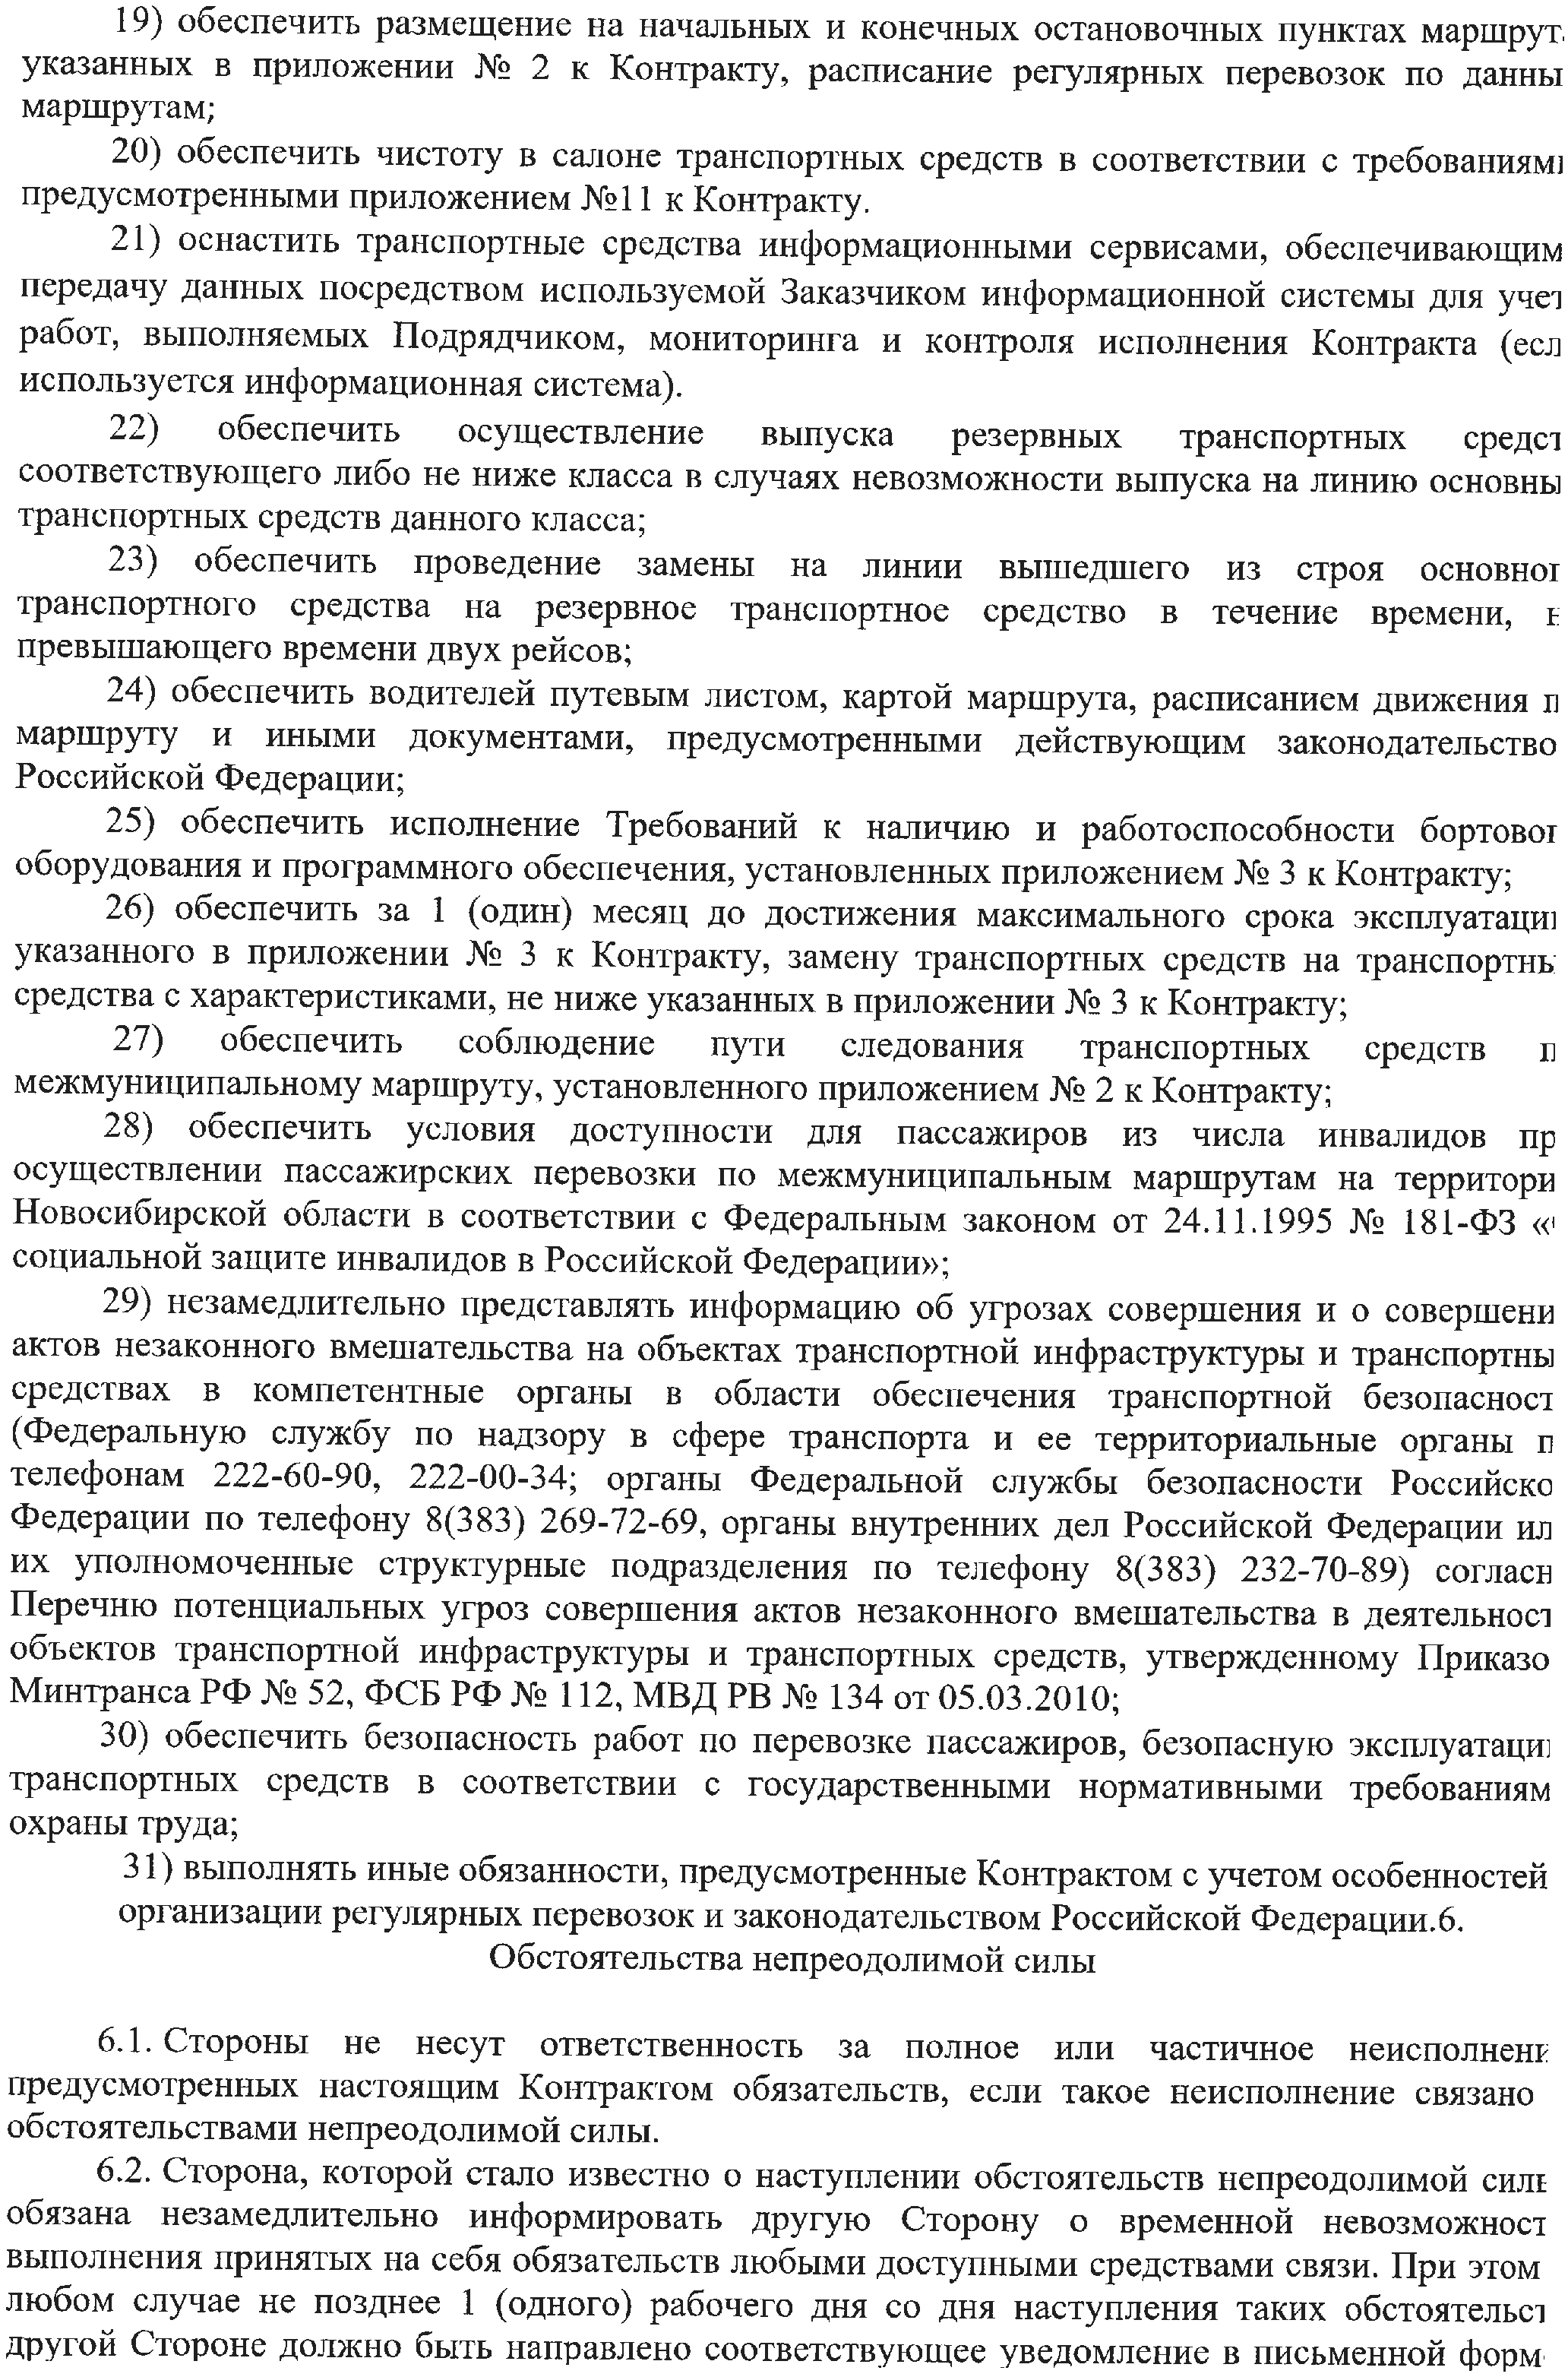 19) обеспечить размещение на начальных и конечных остановочных пунктах маршрут
указанных в приложении № 2 к Контракту, расписание регулярных перевозок по данны
маршрутам;
20) обеспечить чистоту в салоне транспортных средств в соответствии с требованиям
предусмотренными приложением №11 к Контракту.
21) оснастить транспортные средства информационными сервисами, обеспечивающим
передачу данных посредством используемой Заказчиком информационной системы для учет
работ, выполняемых Подрядчиком, мониторинга и контроля исполнения Контракта (есл
используется информационная система).
22) обеспечить осуществление выпуска резервных транспортных средст
соответствующего либо не ниже класса в случаях невозможности выпуска на линию основны
транспортных средств данного класса;
23) обеспечить проведение замены на линии вышедшего из строя основног
транспортного средства на резервное транспортное средство в течение времени, н
превышающего времени двух рейсов;
24) обеспечить водителей путевым листом, картой маршрута, расписанием движения п
маршруту и иными документами, предусмотренными действующим законодательство
Российской Федерации;
25) обеспечить исполнение Требований к наличию и работоспособности бортовог
оборудования и программного обеспечения, установленных приложением № 3 к Контракту;
26) обеспечить за 1 (один) месяц до достижения максимального срока эксплуатаци
указанного в приложении № 3 к Контракту, замену транспортных средств на транспортны
средства с характеристиками, не ниже указанных в приложении № 3 к Контракту;
27) обеспечить соблюдение пути следования транспортных средств п
межмуниципальному маршруту, установленного приложением № 2 к Контракту;
28) обеспечить условия доступности для пассажиров из числа инвалидов пр
осуществлении пассажирских перевозки по межмуниципальным маршрутам на территори
Новосибирской области в соответствии с Федеральным законом от 24.11.1995 № 181-ФЗ «
социальной защите инвалидов в Российской Федерации»;
29) незамедлительно представлять информацию об угрозах совершения и о совершени
актов незаконного вмешательства на объектах транспортной инфраструктуры и транспортны
средствах в компетентные органы в области обеспечения транспортной безопасност
(Федеральную службу по надзору в сфере транспорта и ее территориальные органы п
телефонам 222-60-90, 222-00-34; органы Федеральной службы безопасности Российско
Федерации по телефону 8(383) 269-72-69, органы внутренних дел Российской Федерации ил
их уполномоченные структурные подразделения по телефону 8(383) 232-70-89) согласн
Перечню потенциальных угроз совершения актов незаконного вмешательства в деятельност
объектов транспортной инфраструктуры и транспортных средств, утвержденному Приказо
Минтранса РФ № 52, ФСБ РФ № 112, МВД РВ № 134 от 05.03.2010;
30) обеспечить безопасность работ по перевозке пассажиров, безопасную эксплуатаци
транспортных средств в соответствии с государственными нормативными требованиям
охраны труда;
31) выполнять иные обязанности, предусмотренные Контрактом с учетом особенностей
организации регулярных перевозок и законодательством Российской Федерации.6.
Обстоятельства непреодолимой силы
6.1. Стороны не несут ответственность за полное или частичное неисполнени
предусмотренных настоящим Контрактом обязательств, если такое неисполнение связано
обстоятельствами непреодолимой силы.
6.2. Сторона, которой стало известно о наступлении обстоятельств непреодолимой силы
обязана незамедлительно информировать другую Сторону о временной невозможност
выполнения принятых на себя обязательств любыми доступными средствами связи. При этом
любом случае не позднее 1 (одного) рабочего дня со дня наступления таких обстоятельст
другой Стороне должно быть направлено соответствующее уведомление в письменной форм